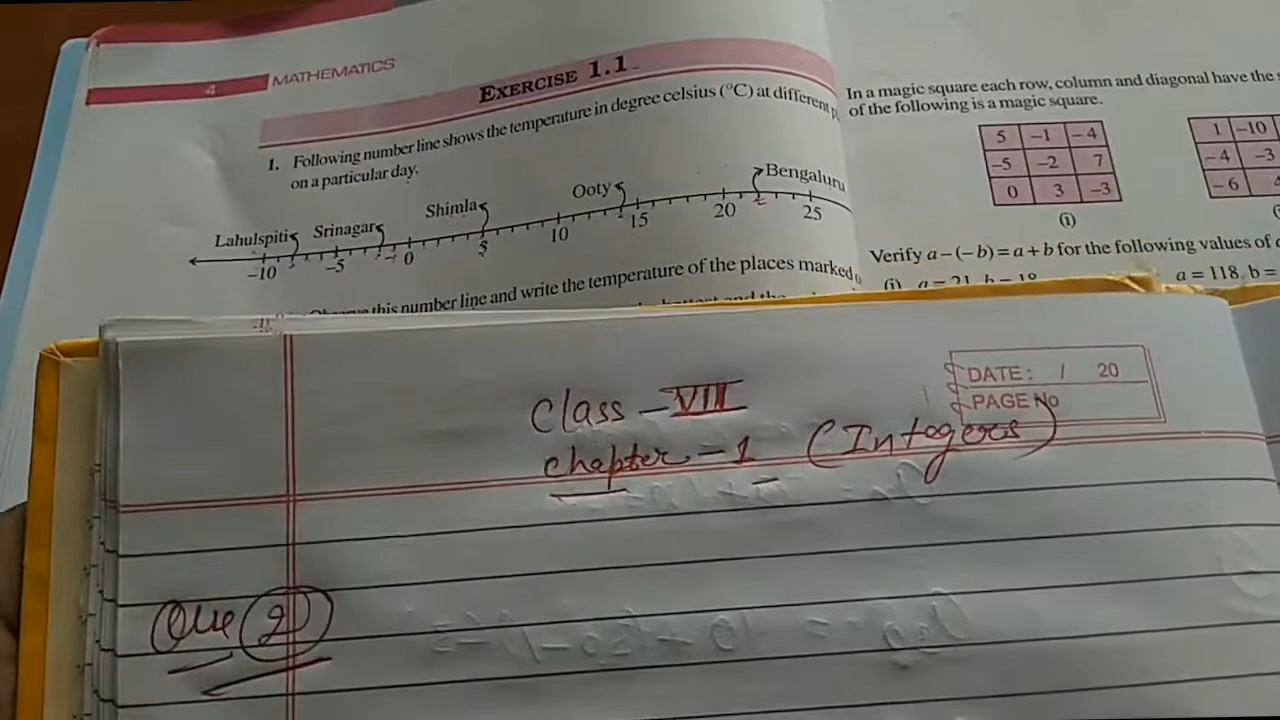 4 MATHEMATICS
EXERCISE 1.1
1. Following number line shows the temperature in degree celsius (°C) at different
on a particular day.
Lahulspiti Srinagar Shimla Ooty Bengaluru
–10 –5 0 5 10 15 20 25
this number line and write the temperature of the places marked
In a magic square each row, column and diagonal have the
of the following is a magic square.
5 –1 –4
–5 –2 7
0 3 –3
(i)
1 –10
–4 –3
–6
Verify a – (– b) = a + b for the following values of
a = 118, b =
Class – VII
Chapter – 1 (Integers)
DATE: / 20
PAGE No
Que 2